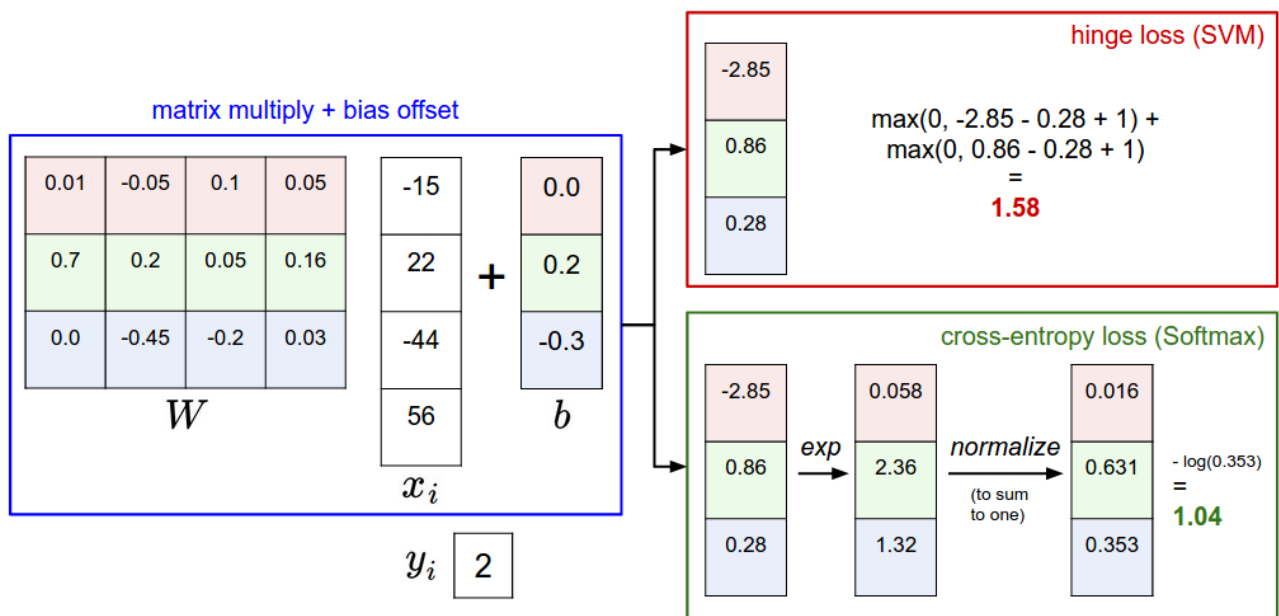 matrix multiply + bias offset
0.01 -0.05 0.1 0.05
0.7 0.2 0.05 0.16
0.0 -0.45 -0.2 0.03
W
-15
22
-44
56
x_i
+
0.0
0.2
-0.3
b
y_i 2
hinge loss (SVM)
-2.85
0.86
0.28
max(0, -2.85 - 0.28 + 1) +
max(0, 0.86 - 0.28 + 1)
=
1.58
cross-entropy loss (Softmax)
-2.85
0.86
0.28
exp
0.058
2.36
1.32
normalize
(to sum
to one)
0.016
0.631
0.353
- log(0.353)
=
1.04